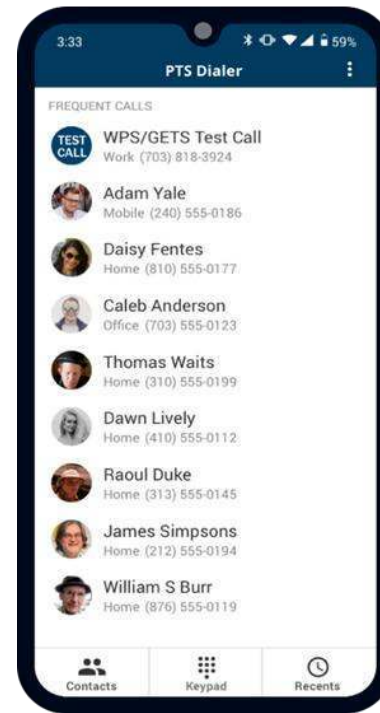 3:33 59%
PTS Dialer
FREQUENT CALLS
TEST
CALL
WPS/GETS Test Call
Work (703) 818-3924
Adam Yale
Mobile (240) 555-0186
Daisy Fentes
Home (810) 555-0177
Caleb Anderson
Office (703) 555-0123
Thomas Waits
Home (310) 555-0199
Dawn Lively
Home (410) 555-0112
Raoul Duke
Home (313) 555-0145
James Simpsons
Home (212) 555-0194
William S Burr
Home (876) 555-0119
Contacts Keypad Recents